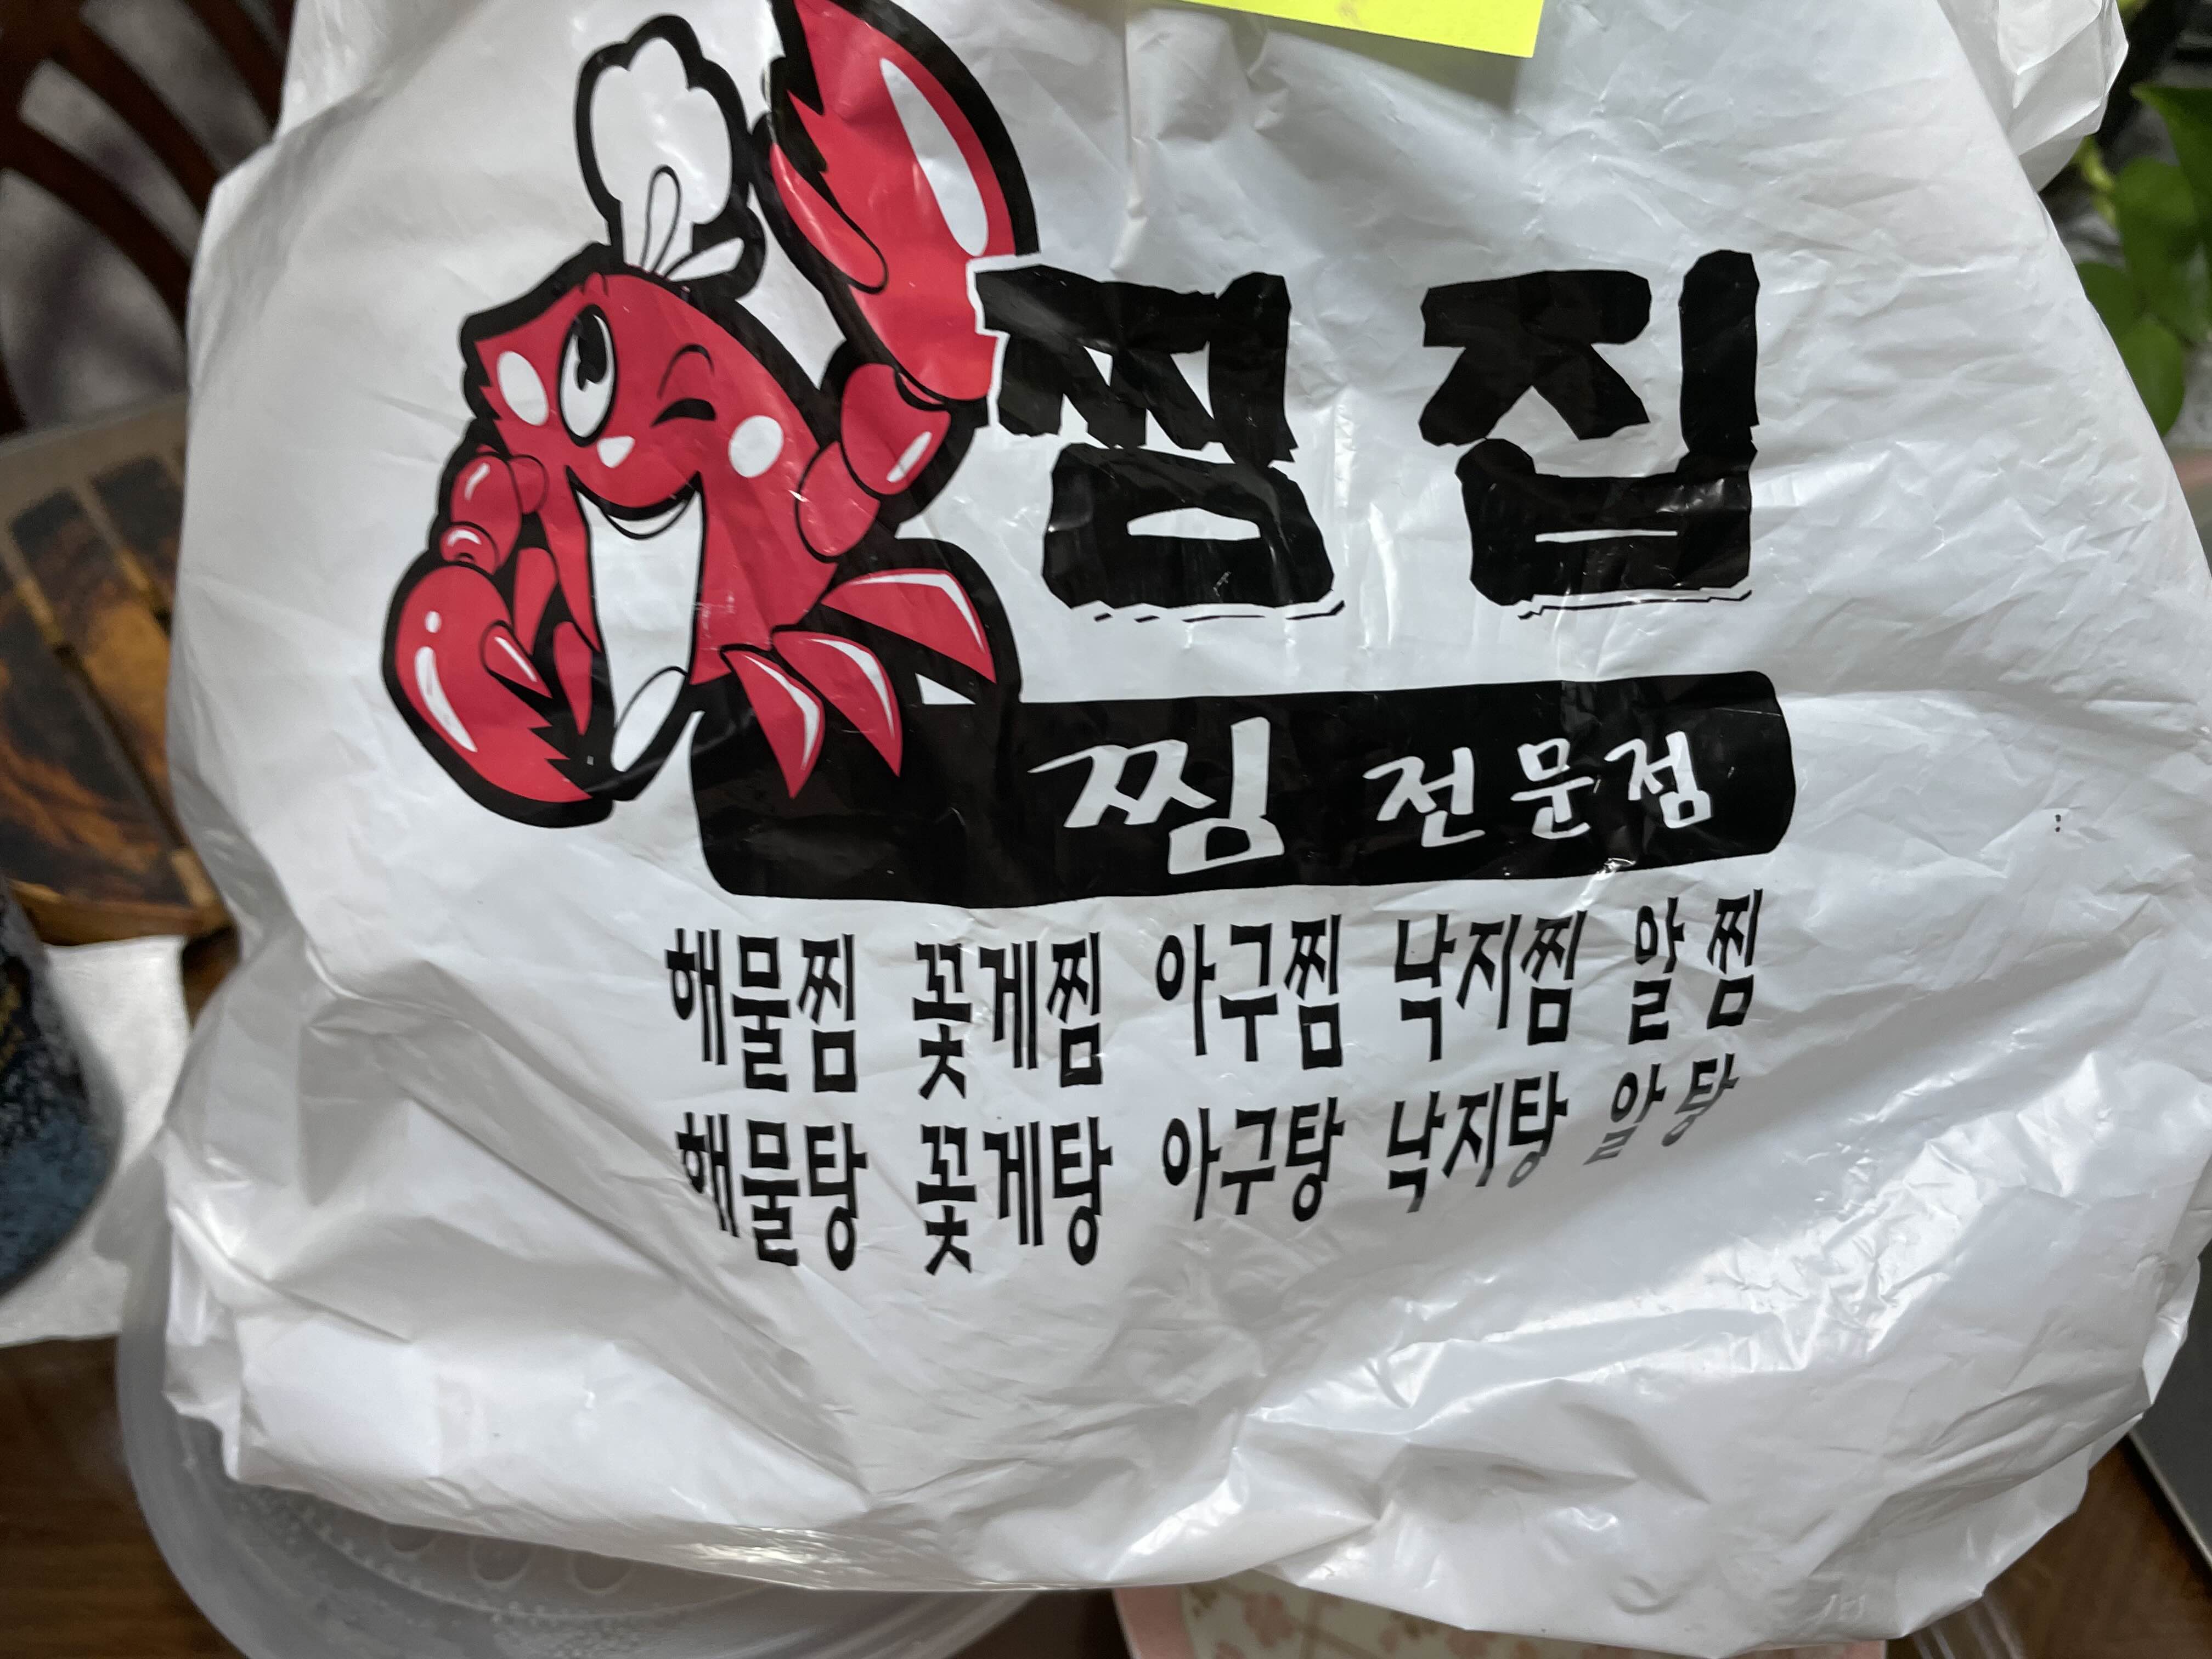 찜 집
찜 전문점
해물찜 꽃게찜 아구찜 낙지찜 알찜
해물탕 꽃게탕 아구탕 낙지탕 알탕